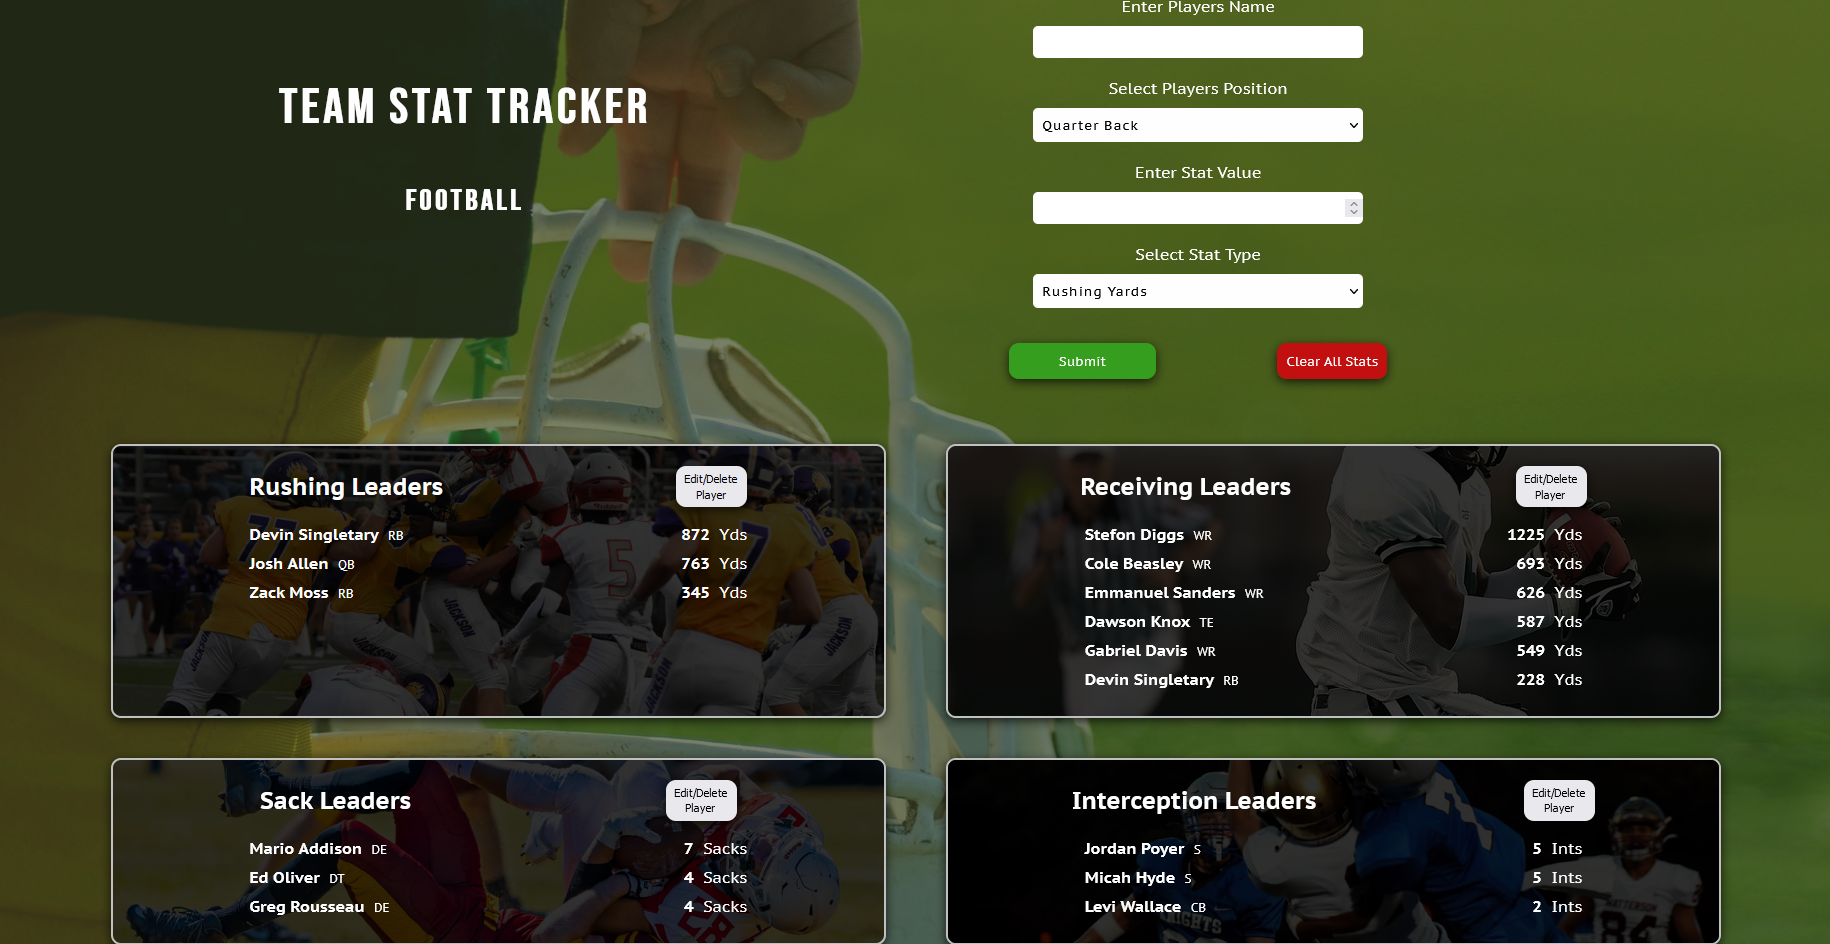 Enter Players Name
TEAM STAT TRACKER
FOOTBALL
Select Players Position
Quarter Back
Enter Stat Value
Select Stat Type
Rushing Yards
Submit
Clear All Stats
Rushing Leaders
Edit/Delete
Player
Devin Singletary RB 872 Yds
Josh Allen QB 763 Yds
Zack Moss RB 345 Yds
JACKSON
JACKSON
JACKSON
JACKSON
5
Receiving Leaders
Edit/Delete
Player
Stefon Diggs WR 1225 Yds
Cole Beasley WR 693 Yds
Emmanuel Sanders WR 626 Yds
Dawson Knox TE 587 Yds
Gabriel Davis WR 549 Yds
Devin Singletary RB 228 Yds
Sack Leaders
Edit/Delete
Player
Mario Addison DE 7 Sacks
Ed Oliver DT 4 Sacks
Greg Rousseau DE 4 Sacks
Interception Leaders
Edit/Delete
Player
Jordan Poyer S 5 Ints
Micah Hyde S 5 Ints
Levi Wallace CB 2 Ints
84